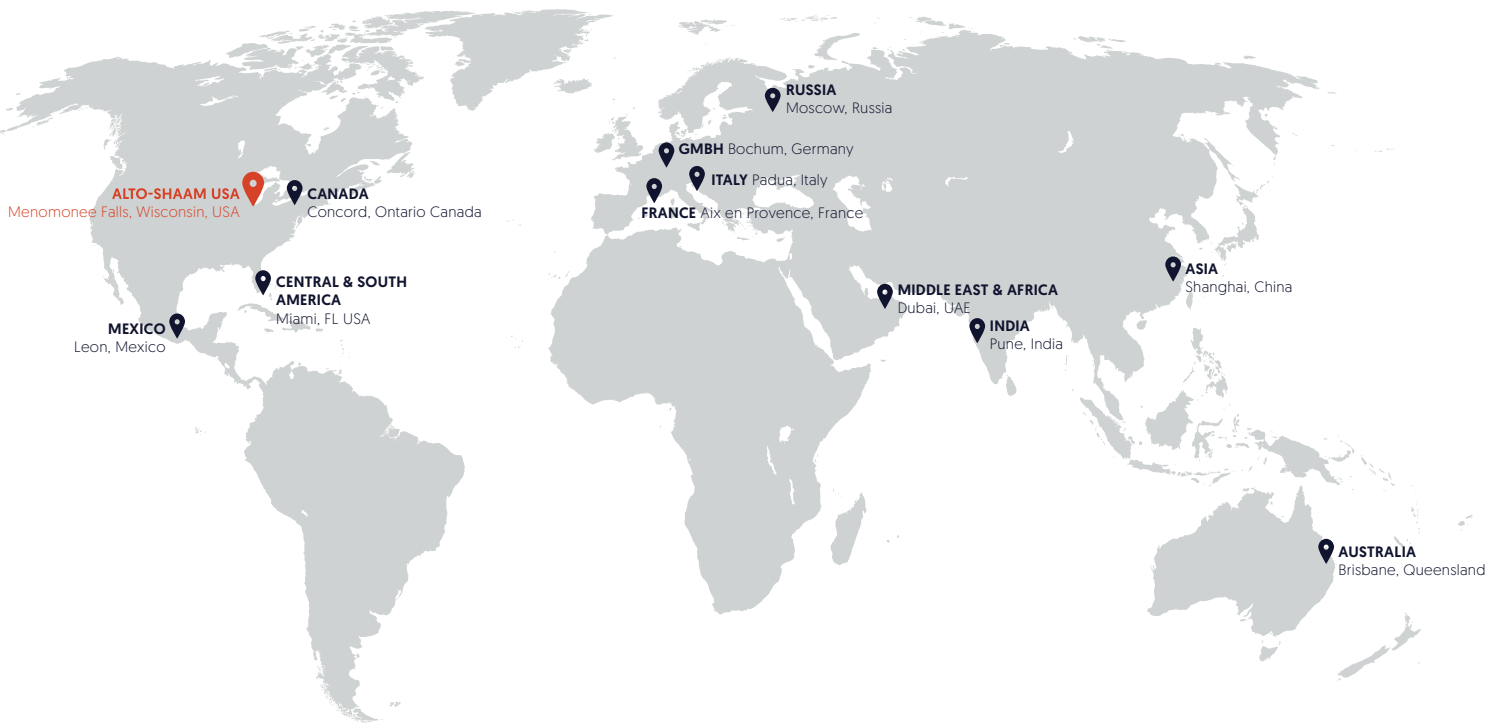 RUSSIA
Moscow, Russia
GMBH Bochum, Germany
ITALY Padua, Italy
ALTO-SHAAM USA
Menomonee Falls, Wisconsin, USA
CANADA
Concord, Ontario Canada
FRANCE Aix en Provence, France
ASIA
Shanghai, China
CENTRAL & SOUTH
AMERICA
Miami, FL USA
MIDDLE EAST & AFRICA
Dubai, UAE
MEXICO
Leon, Mexico
INDIA
Pune, India
AUSTRALIA
Brisbane, Queensland